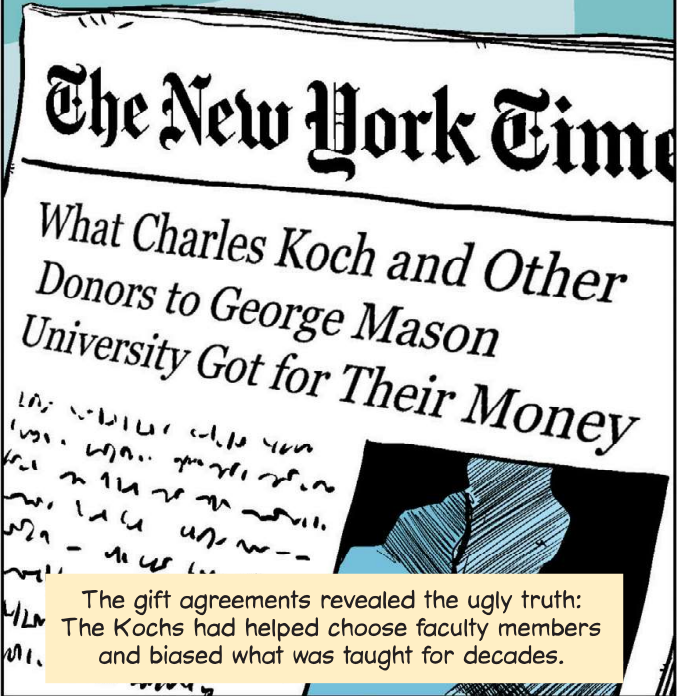 The New York Time
What Charles Koch and Other
Donors to George Mason
University Got for Their Money
The gift agreements revealed the ugly truth:
The Kochs had helped choose faculty members
and biased what was taught for decades.